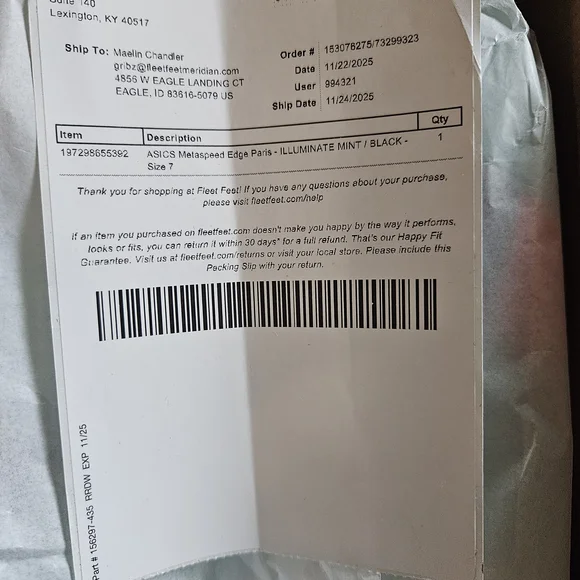 Suite 140
Lexington, KY 40517
Ship To: Maelin Chandler
gribz@fleetfeetmeridian.com
4856 W EAGLE LANDING CT
EAGLE, ID 83616-5079 US
Order # 153076275/73299323
Date 11/22/2025
User 994321
Ship Date 11/24/2025
Item Description Qty
197298655392 ASICS Metaspeed Edge Paris - ILLUMINATE MINT / BLACK - 1
Size 7
Thank you for shopping at Fleet Feet! If you have any questions about your purchase,
please visit fleetfeet.com/help
If an item you purchased on fleetfeet.com doesn't make you happy by the way it performs,
looks or fits, you can return it within 30 days* for a full refund. That's our Happy Fit
Guarantee. Visit us at fleetfeet.com/returns or visit your local store. Please include this
Packing Slip with your return.
Part # 156297-435 RRDW EXP 11/25